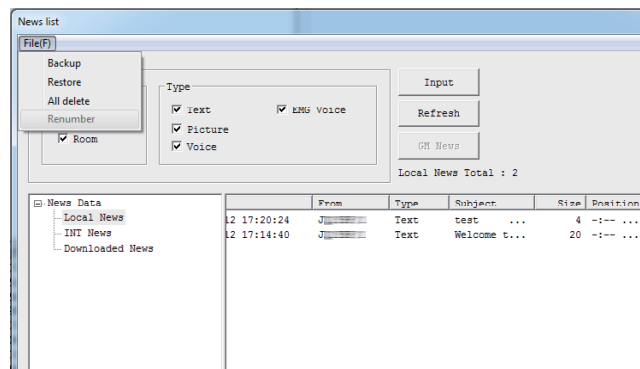 News list
File(F)
Backup
Restore
All delete
Renumber
Room
Type
Text
EMG Voice
Picture
Voice
Input
Refresh
GM News
Local News Total : 2
News Data
Local News
INT News
Downloaded News
From Type Subject Size Position
12 17:20:24 J Text test ... 4 -:-- ...
12 17:14:40 J Text Welcome t... 20 -:-- ...